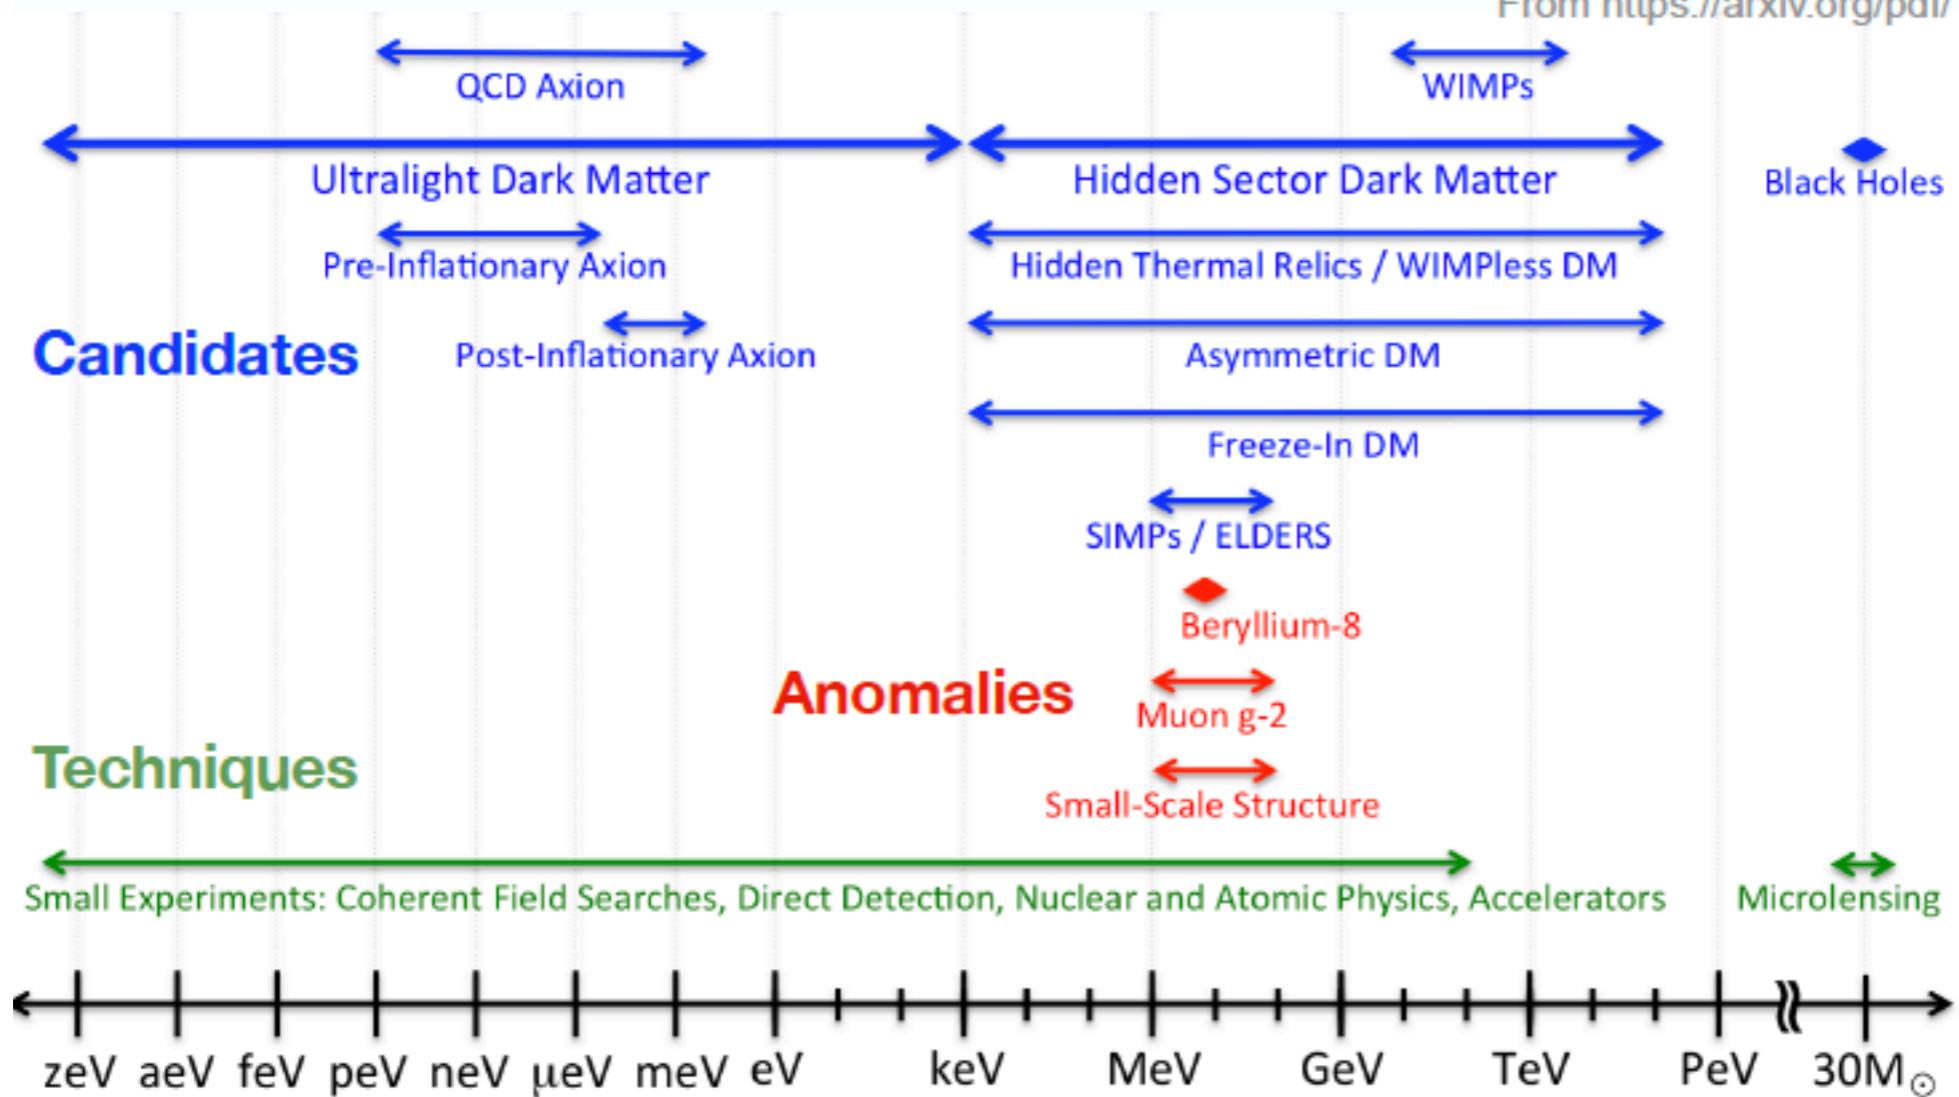 From https://arxiv.org/pdf/
QCD Axion
WIMPs
Ultralight Dark Matter
Hidden Sector Dark Matter
Black Holes
Pre-Inflationary Axion
Hidden Thermal Relics / WIMPless DM
Candidates
Post-Inflationary Axion
Asymmetric DM
Freeze-In DM
SIMPs / ELDERS
Beryllium-8
Anomalies
Muon g-2
Techniques
Small-Scale Structure
Small Experiments: Coherent Field Searches, Direct Detection, Nuclear and Atomic Physics, Accelerators
Microlensing
zeV aeV feV peV neV μeV meV eV keV MeV GeV TeV PeV 30M☉